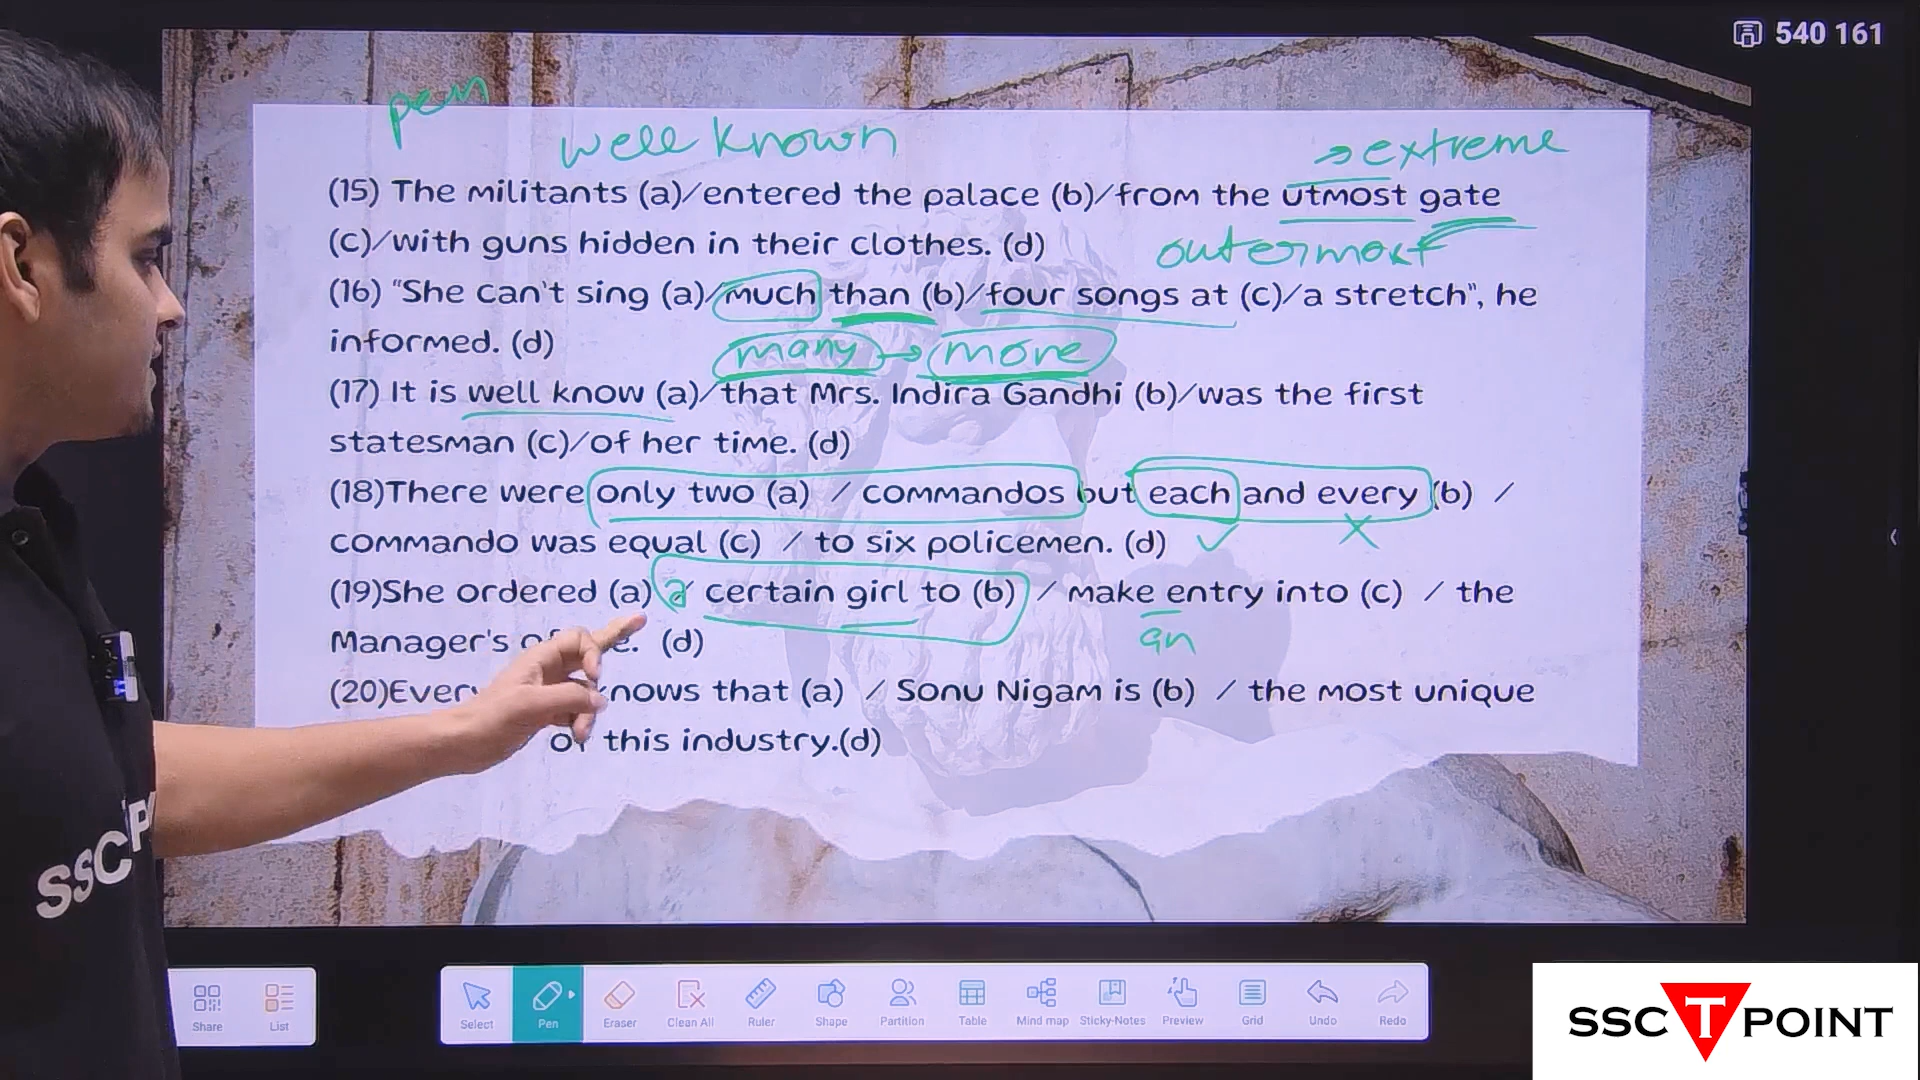 540 161
pen
well known
→ extreme
(15) The militants (a)/entered the palace (b)/from the utmost gate
(c)/with guns hidden in their clothes. (d)
outermost
(16) "She can't sing (a)/much than (b)/four songs at (c)/a stretch", he
informed. (d)
many → more
(17) It is well know (a)/that Mrs. Indira Gandhi (b)/was the first
statesman (c)/of her time. (d)
(18)There were only two (a) / commandos but each and every (b) /
commando was equal (c) / to six policemen. (d)
(19)She ordered (a) a certain girl to (b) / make entry into (c) / the
an
Manager's (d)
(20) knows that (a) / Sonu Nigam is (b) / the most unique
of this industry.(d)
SSC
Share
List
Select
Pen
Eraser
Clean All
Ruler
Shape
Partition
Table
Mind map
Sticky-Notes
Preview
Grid
Undo
Redo
SSC T POINT